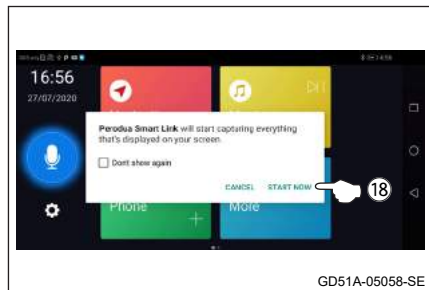 16:56
27/07/2020
Perodua Smart Link will start capturing everything
that's displayed on your screen.
Don't show again
CANCEL START NOW
18
Phone
More
GD51A-05058-SE